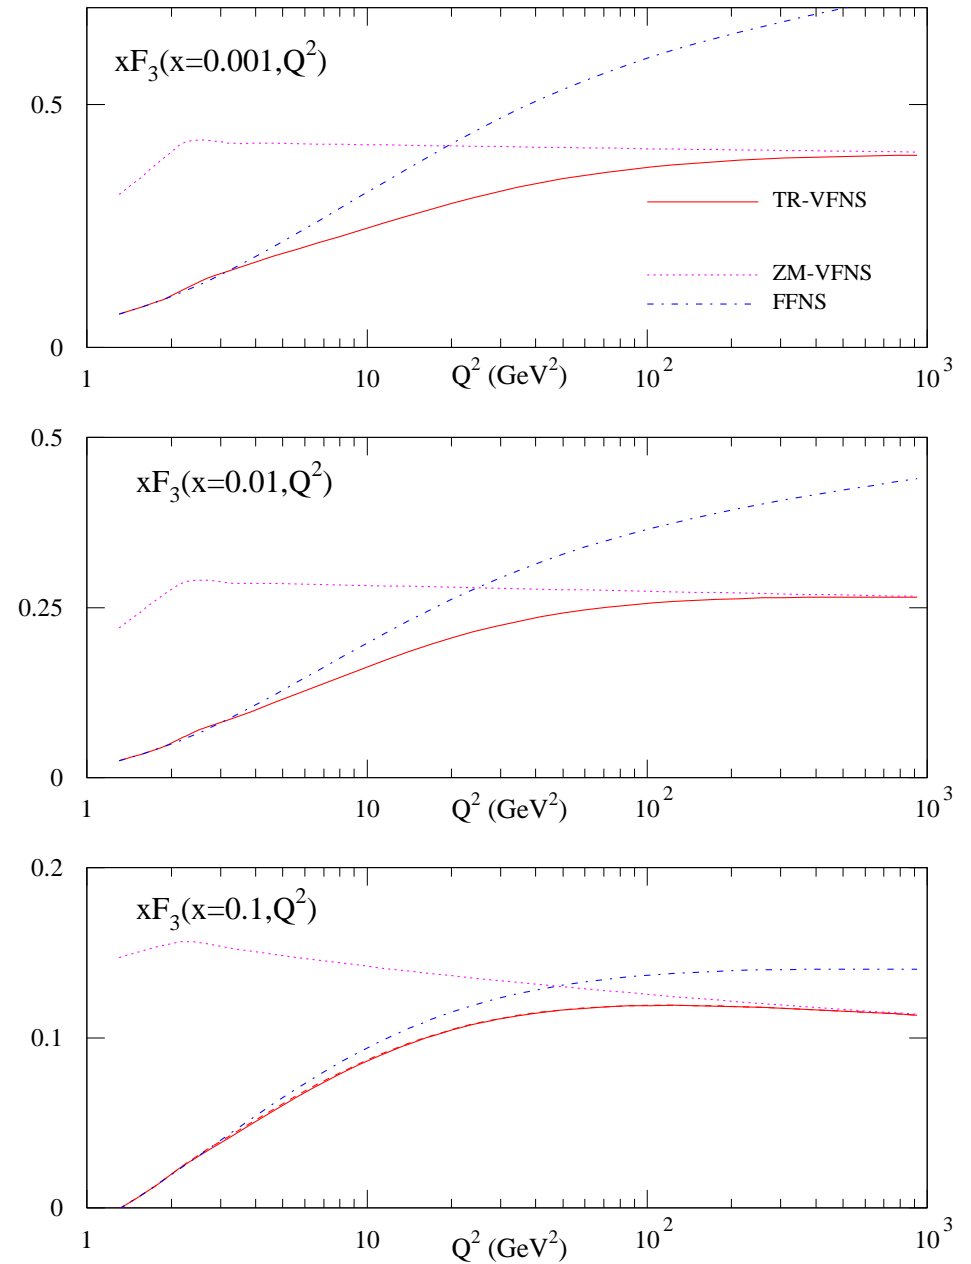 xF₃(x=0.001,Q²)
0.5
TR-VFNS
ZM-VFNS
FFNS
0
1 10 Q² (GeV²) 10² 10³
0.5
xF₃(x=0.01,Q²)
0.25
0
1 10 Q² (GeV²) 10² 10³
0.2
xF₃(x=0.1,Q²)
0.1
0
1 10 Q² (GeV²) 10² 10³